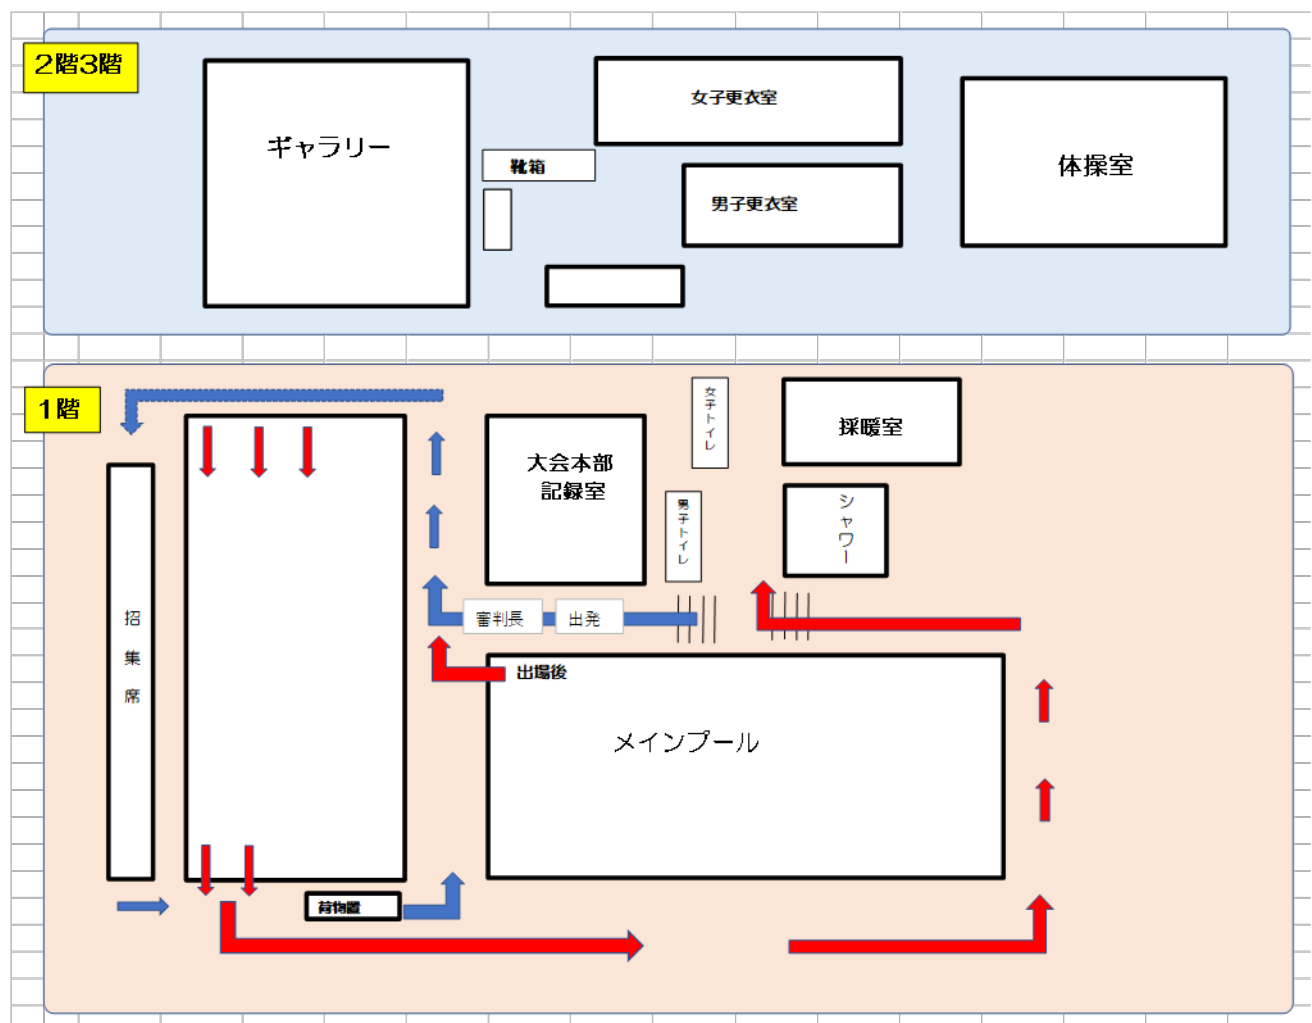 2階3階
ギャラリー
靴箱
女子更衣室
男子更衣室
体操室
1階
招集席
大会本部
記録室
女子トイレ
男子トイレ
採暖室
シャワー
審判長
出発
出場後
メインプール
荷物置